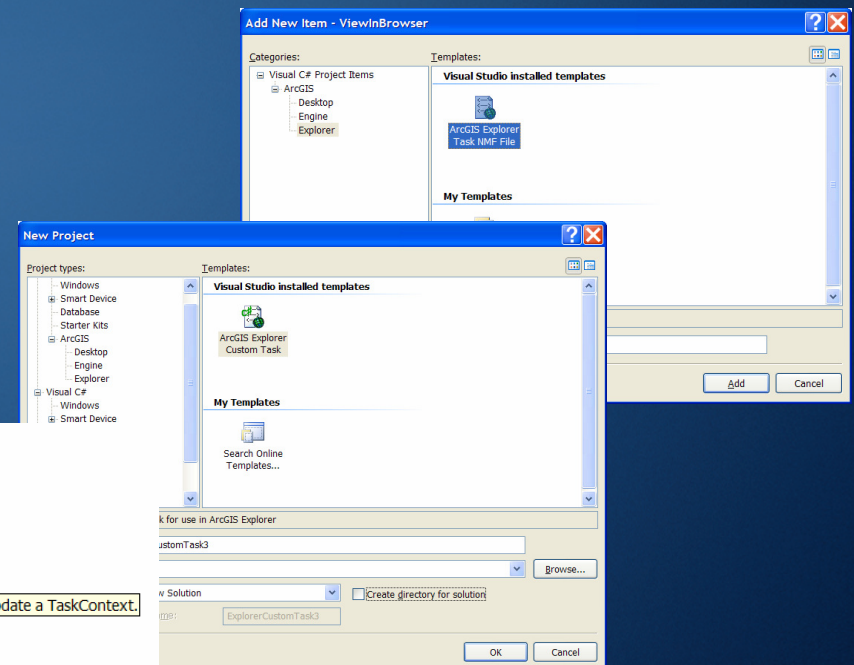 Add New Item - ViewInBrowser
Categories:
Templates:
Visual C# Project Items
ArcGIS
Desktop
Engine
Explorer
Visual Studio installed templates
ArcGIS Explorer
Task NMF File
My Templates
Add
Cancel
New Project
Project types:
Templates:
Windows
Smart Device
Database
Starter Kits
ArcGIS
Desktop
Engine
Explorer
Visual C#
Windows
Smart Device
Visual Studio installed templates
ArcGIS Explorer
Custom Task
My Templates
Search Online
Templates...
k for use in ArcGIS Explorer
ustomTask3
Browse...
w Solution
Create directory for solution
me:
ExplorerCustomTask3
OK
Cancel
date a TaskContext.